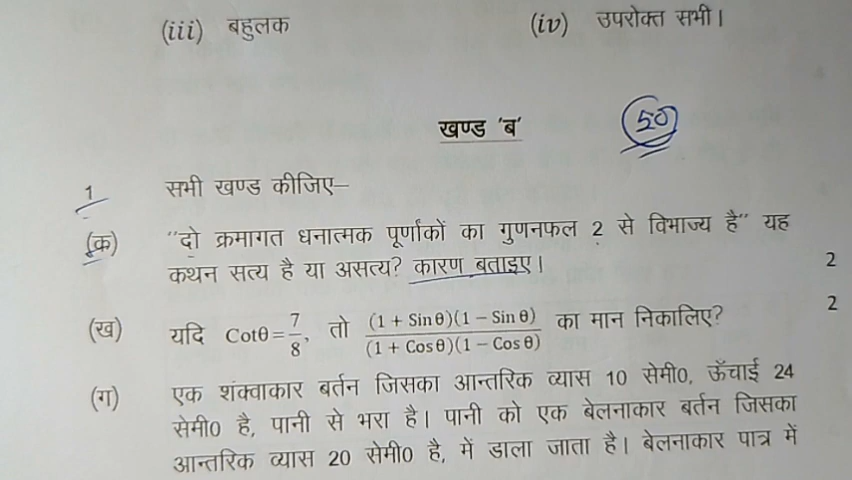 (iii) बहुलक (iv) उपरोक्त सभी।
खण्ड 'ब' 50
1 सभी खण्ड कीजिए–
(क) "दो क्रमागत धनात्मक पूर्णांकों का गुणनफल 2 से विभाज्य है" यह
कथन सत्य है या असत्य? कारण बताइए। 2
(ख) यदि Cotθ = 7/8, तो (1 + Sinθ)(1 − Sinθ)/(1 + Cosθ)(1 − Cosθ) का मान निकालिए? 2
(ग) एक शंक्वाकार बर्तन जिसका आन्तरिक व्यास 10 सेमी0, ऊँचाई 24
सेमी0 है, पानी से भरा है। पानी को एक बेलनाकार बर्तन जिसका
आन्तरिक व्यास 20 सेमी0 है, में डाला जाता है। बेलनाकार पात्र में